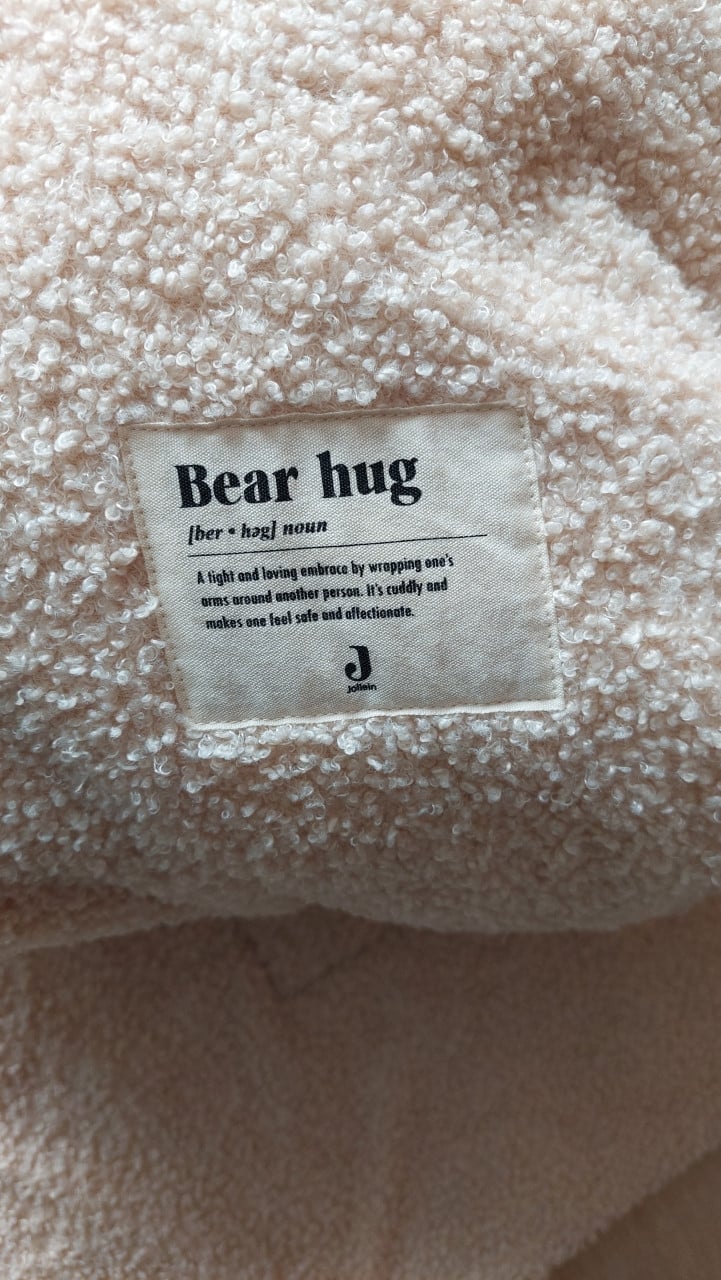 Bear hug
[ber • həg] noun
A tight and loving embrace by wrapping one's
arms around another person. It's cuddly and
makes one feel safe and affectionate.
J
Jollein